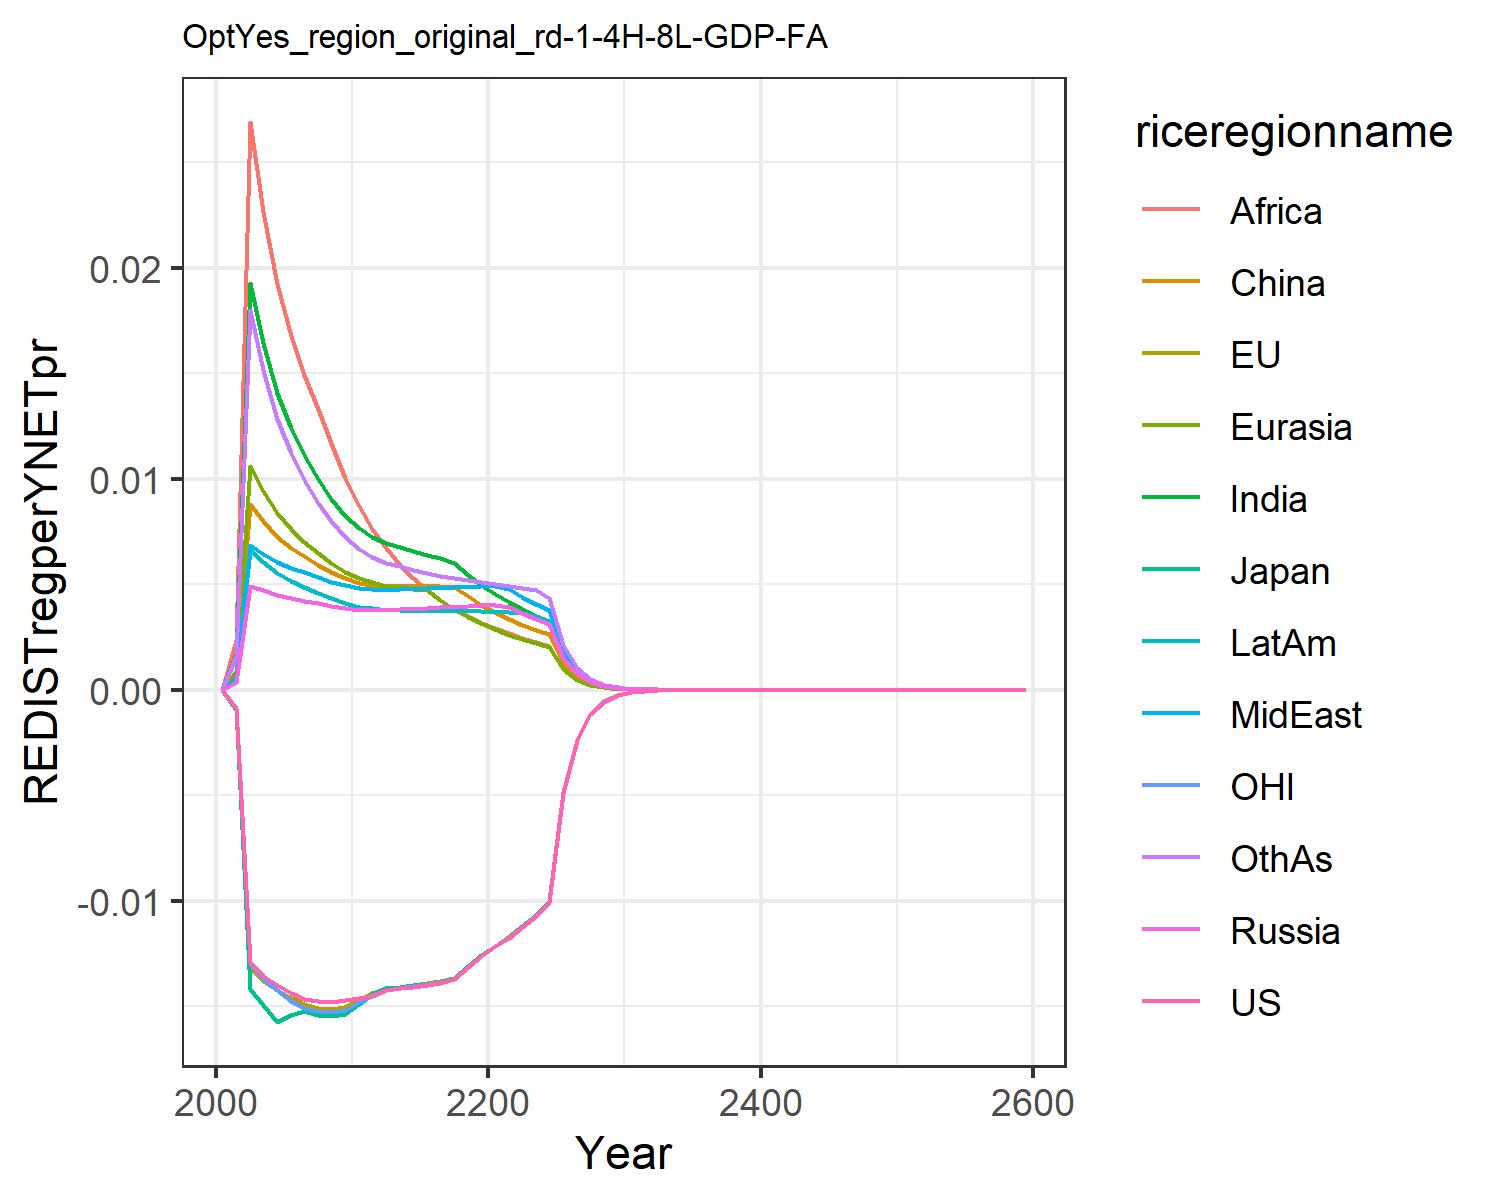 OptYes_region_original_rd-1-4H-8L-GDP-FA
REDISTregperYNETpr
0.02
0.01
0.00
-0.01
2000 2200 2400 2600
Year
riceregionname
Africa
China
EU
Eurasia
India
Japan
LatAm
MidEast
OHI
OthAs
Russia
US